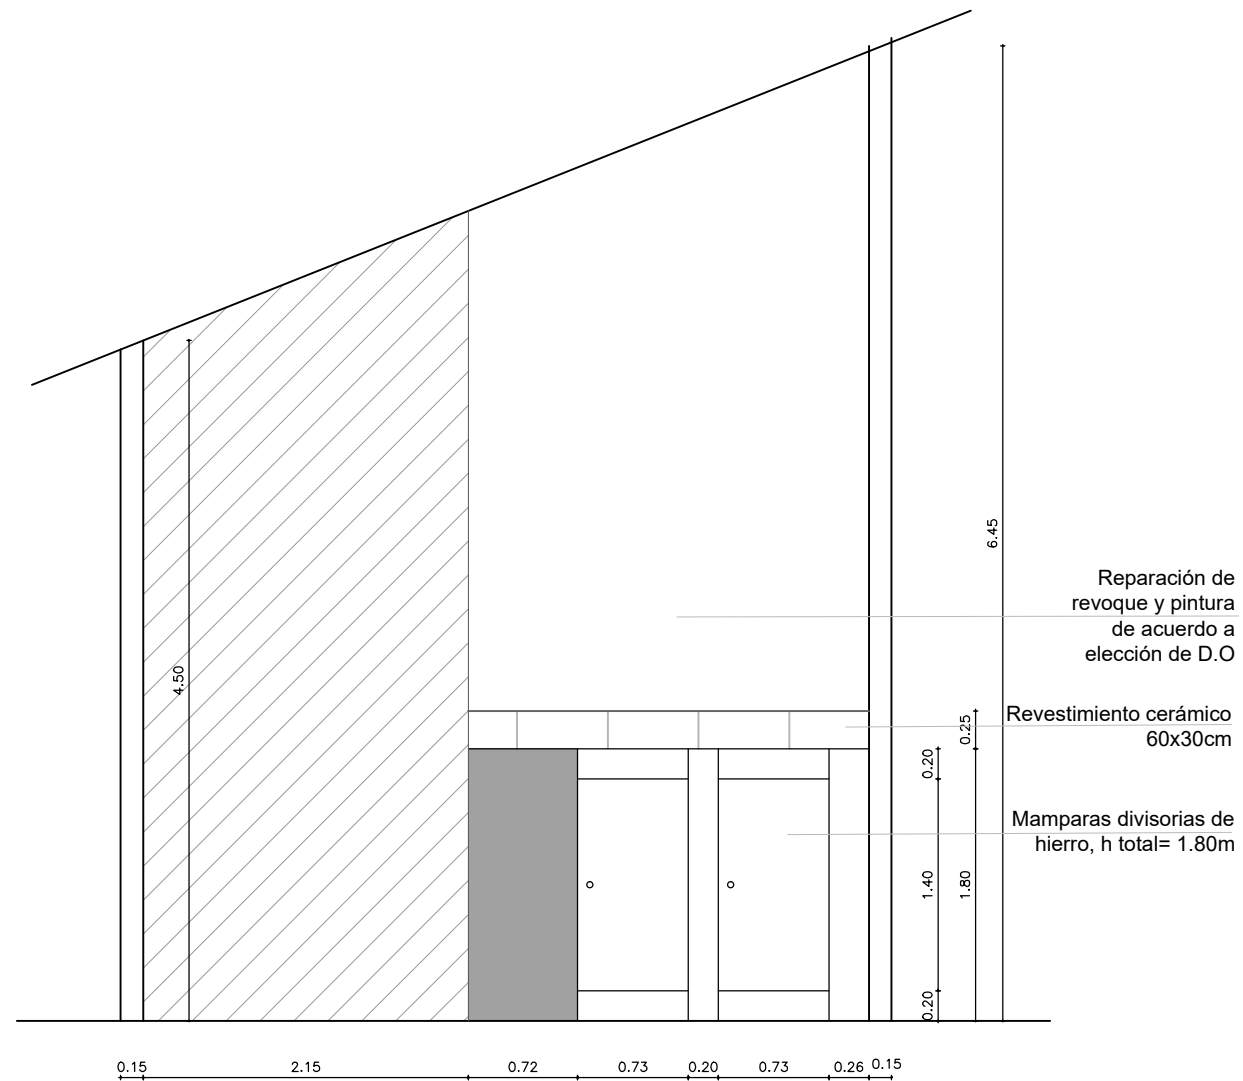 6.45
Reparación de
revoque y pintura
de acuerdo a
elección de D.O
4.50
Revestimiento cerámico
60x30cm
0.25
0.20
Mamparas divisorias de
hierro, h total= 1.80m
1.40
1.80
0.20
0.15 2.15 0.72 0.73 0.20 0.73 0.26 0.15